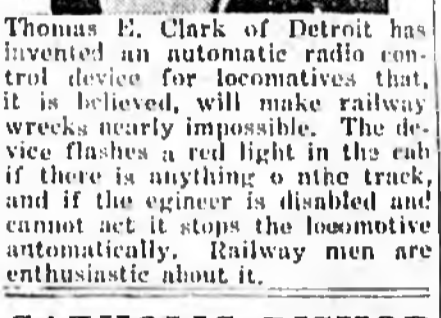 Thomas E. Clark of Detroit has
invented an automatic radio con-
trol device for locomatives that,
it is believed, will make railway
wrecks nearly impossible. The de-
vice flashes a red light in the cab
if there is anything o nthe track,
and if the egineer is disabled and
cannot act it stops the locomotive
automatically. Railway men are
enthusiastic about it.